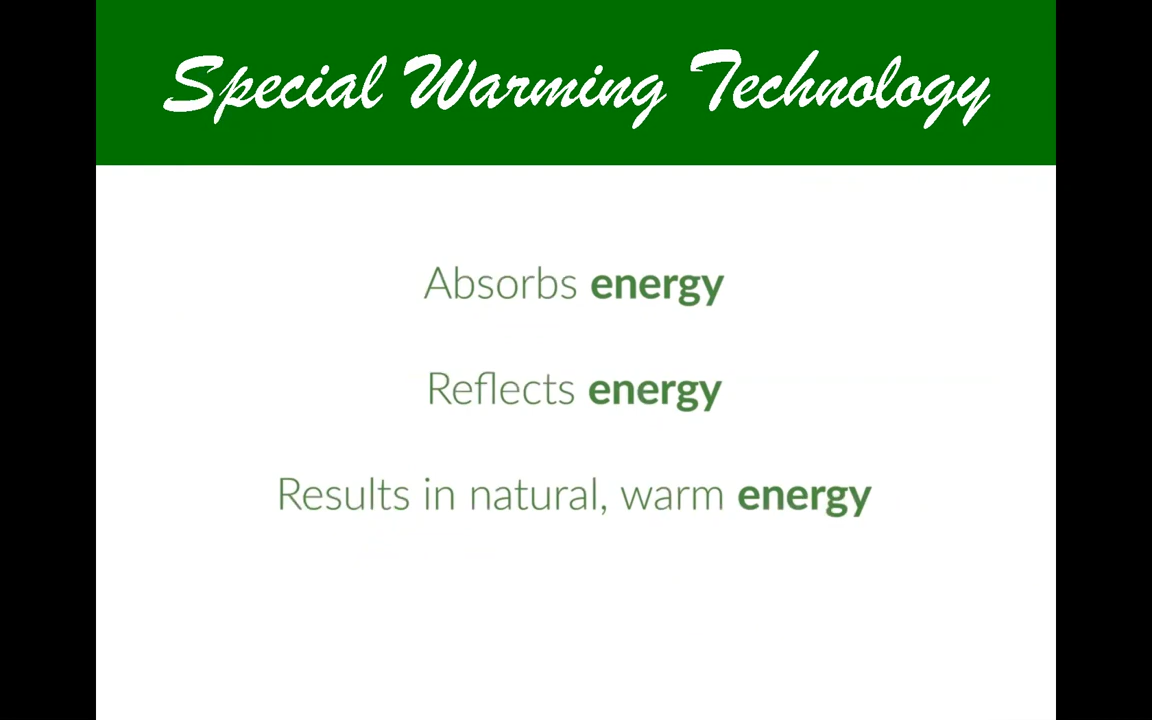 Special Warming Technology
Absorbs energy
Reflects energy
Results in natural, warm energy